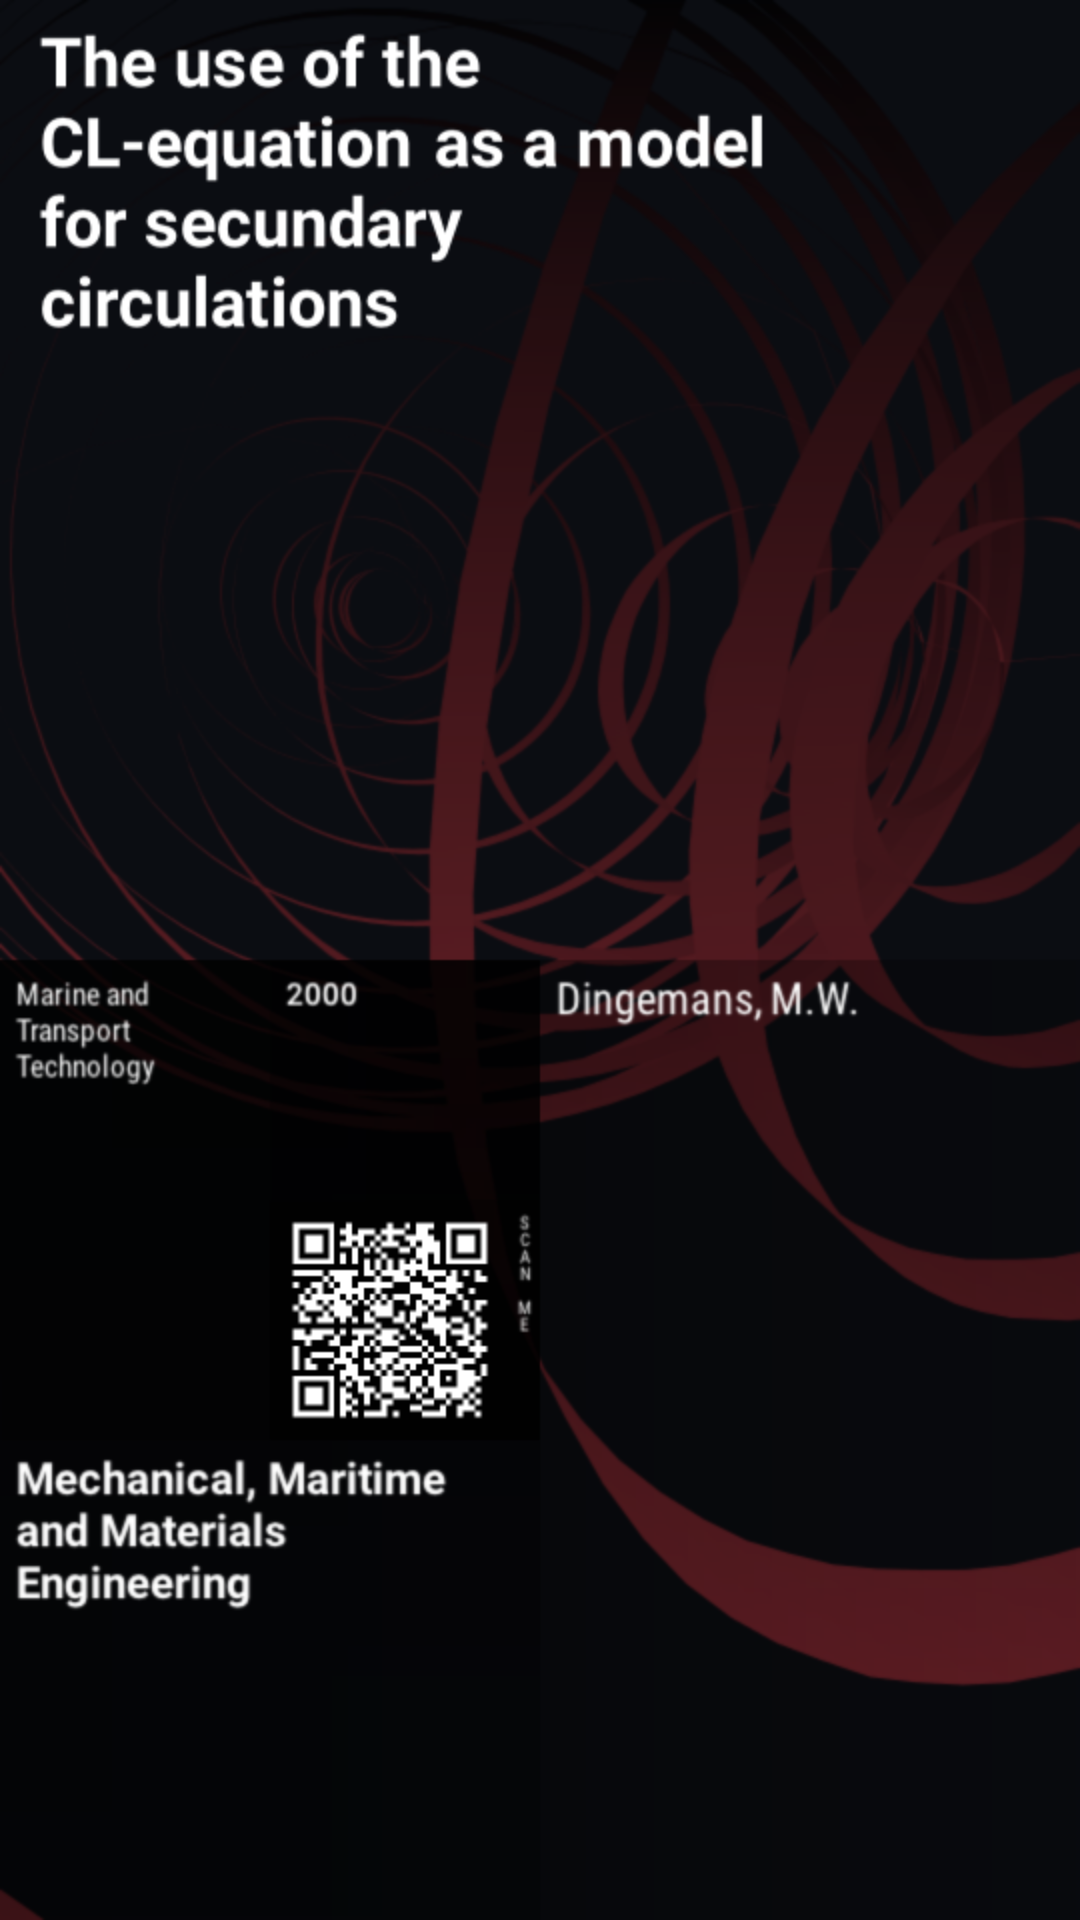 The use of the
CL-equation as a model
for secundary
circulations
Marine and
Transport
Technology
2000
Dingemans, M.W.
SCAN ME
Mechanical, Maritime
and Materials
Engineering